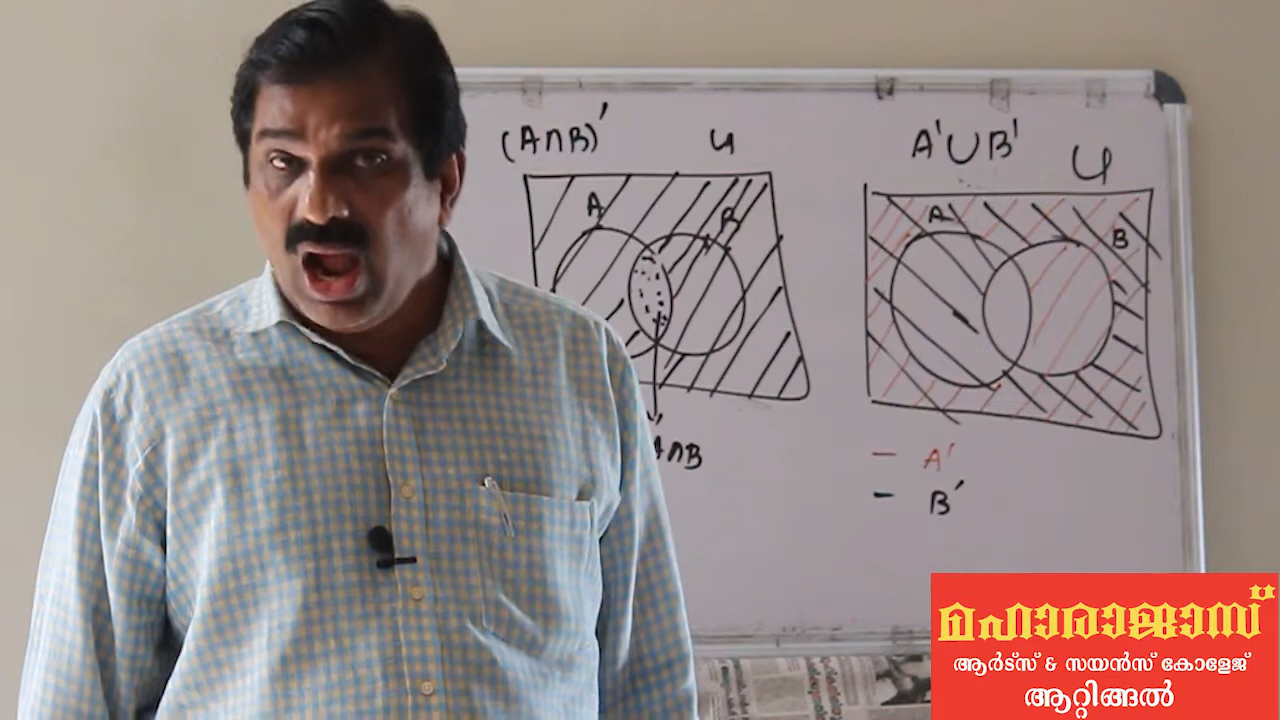 (A∩B)′
U
A
B
A∩B
A′∪B′
U
A
B
– A′
– B′
മഹാരാജാസ്
ആർട്സ് & സയൻസ് കോളേജ്
ആറ്റിങ്ങൽ